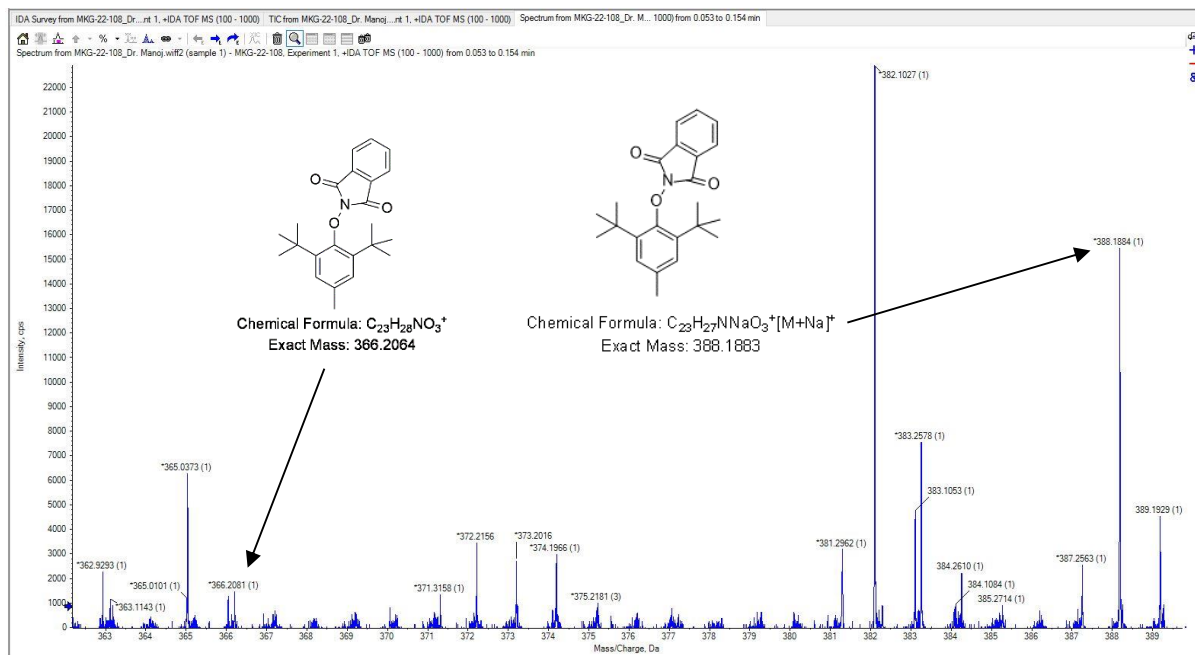 IDA Survey from MKG-22-108_Dr....nt 1, +IDA TOF MS (100 - 1000) TIC from MKG-22-108_Dr. Manoj....nt 1, +IDA TOF MS (100 - 1000) Spectrum from MKG-22-108_Dr. M... 1000) from 0.053 to 0.154 min
Spectrum from MKG-22-108_Dr. Manoj.wiff2 (sample 1) - MKG-22-108, Experiment 1, +IDA TOF MS (100 - 1000) from 0.053 to 0.154 min
Intensity, cps
22000
21000
20000
19000
18000
17000
16000
15000
14000
13000
12000
11000
10000
9000
8000
7000
6000
5000
4000
3000
2000
1000
0
*382.1027 (1)
O
N
O
O
O
N
O
O
Chemical Formula: C23H28NO3+
Exact Mass: 366.2064
Chemical Formula: C23H27NNaO3+[M+Na]+
Exact Mass: 388.1883
*388.1884 (1)
*383.2578 (1)
*365.0373 (1)
383.1053 (1)
389.1929 (1)
*372.2156
*373.2016
*374.1966 (1)
*381.2962 (1)
*362.9293 (1)
*387.2563 (1)
384.2610 (1)
*365.0101 (1)
*366.2081 (1)
*371.3158 (1)
384.1084 (1)
*363.1143 (1)
*375.2181 (3)
385.2714 (1)
363 364 365 366 367 368 369 370 371 372 373 374 375 376 377 378 379 380 381 382 383 384 385 386 387 388 389
Mass/Charge, Da